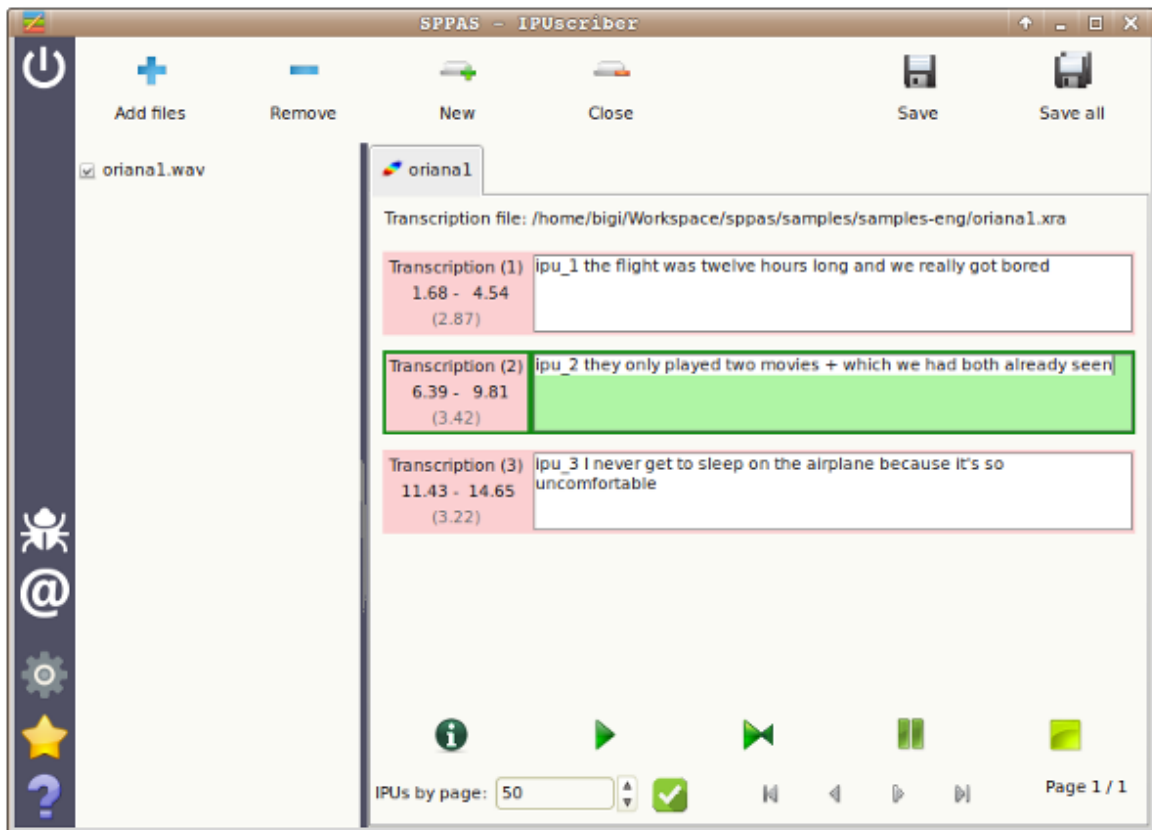 SPPAS - IPUscriber
Add files Remove New Close Save Save all
oriana1.wav
oriana1
Transcription file: /home/bigi/Workspace/sppas/samples/samples-eng/oriana1.xra
Transcription (1)
1.68 - 4.54
(2.87)
ipu_1 the flight was twelve hours long and we really got bored
Transcription (2)
6.39 - 9.81
(3.42)
ipu_2 they only played two movies + which we had both already seen
Transcription (3)
11.43 - 14.65
(3.22)
ipu_3 I never get to sleep on the airplane because it's so
uncomfortable
IPUs by page: 50
Page 1 / 1